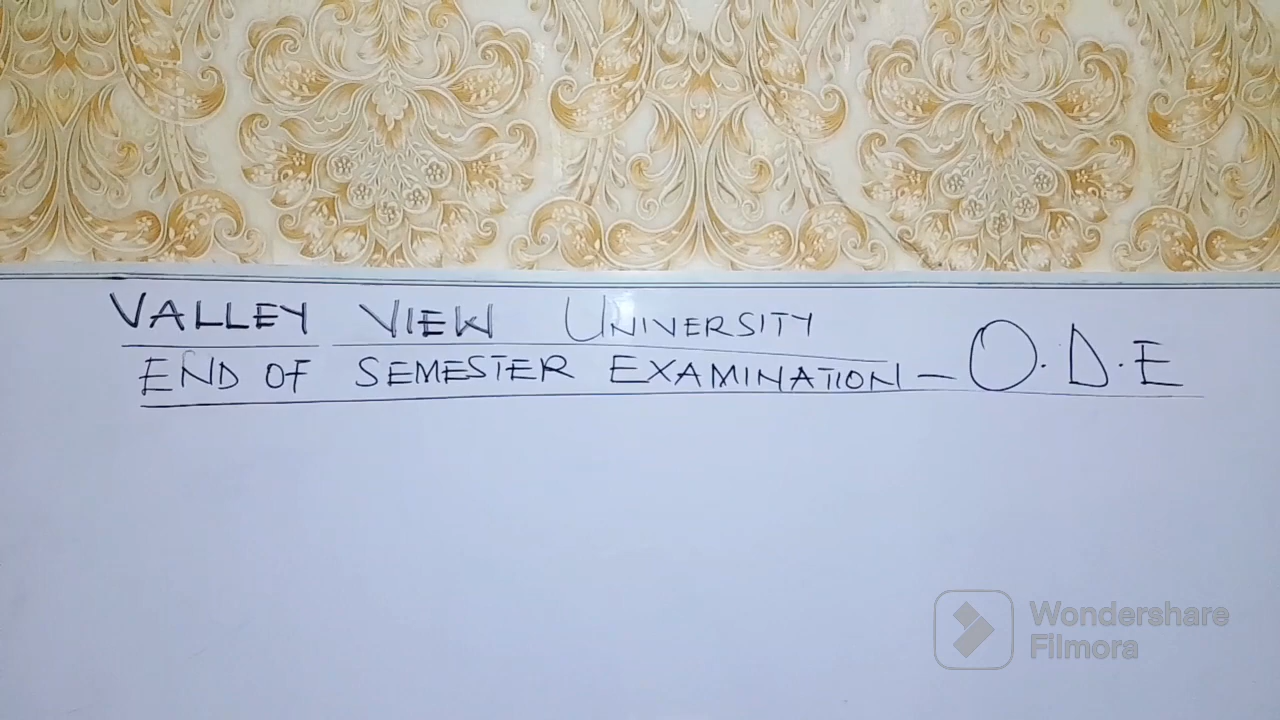 VALLEY VIEW UNIVERSITY
END OF SEMESTER EXAMINATION - O.D.E
Wondershare
Filmora